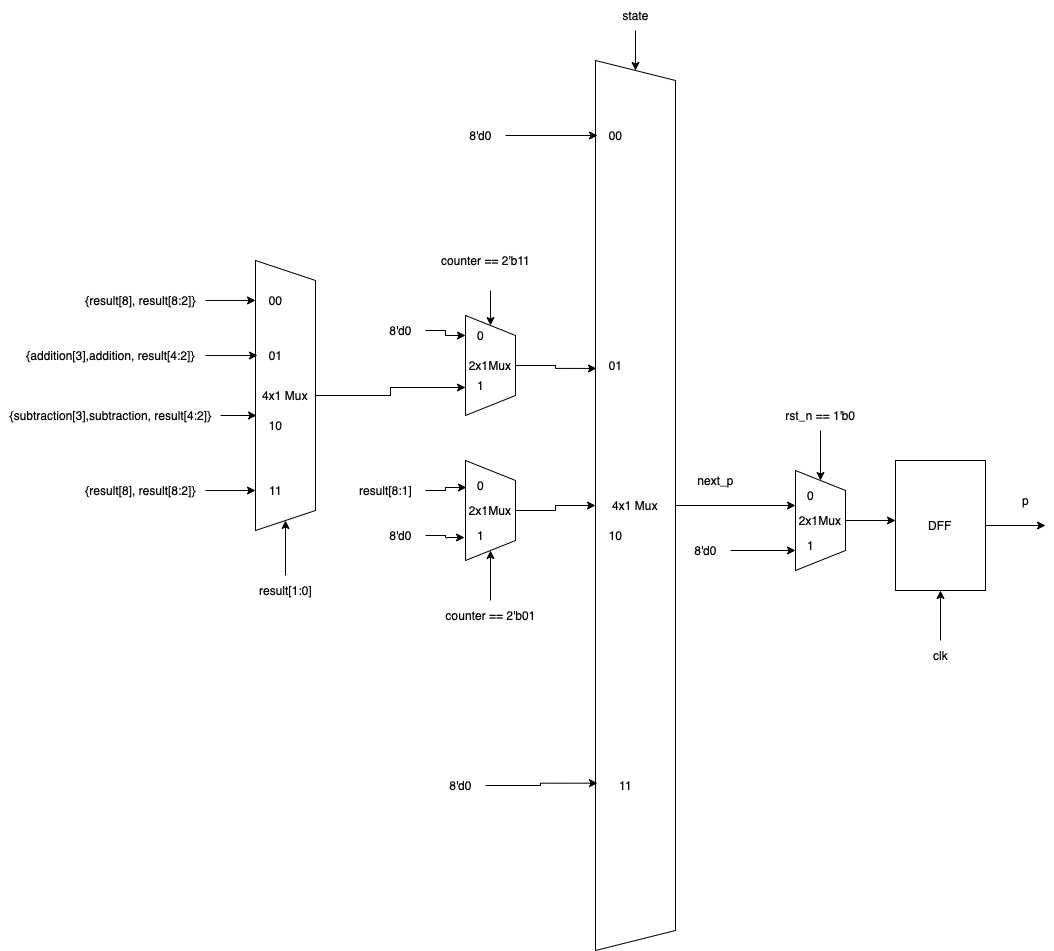 state
8'd0
00
counter == 2'b11
{result[8], result[8:2]}
00
8'd0
0
{addition[3],addition, result[4:2]}
01
2x1Mux
01
1
4x1 Mux
{subtraction[3],subtraction, result[4:2]}
10
rst_n == 1'b0
{result[8], result[8:2]}
11
result[8:1]
0
next_p
0
4x1 Mux
p
2x1Mux
2x1Mux
DFF
8'd0
1
10
8'd0
1
result[1:0]
counter == 2'b01
clk
8'd0
11